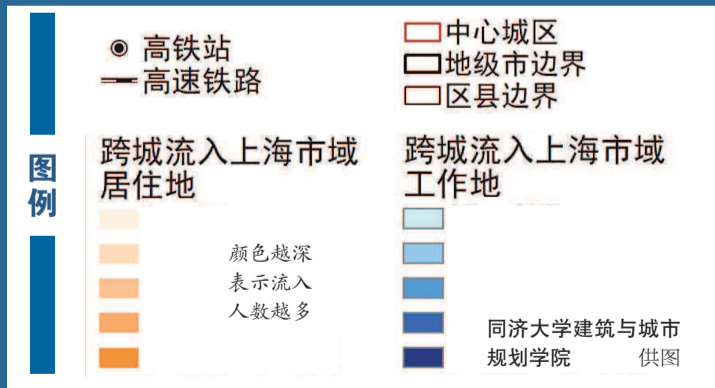 图例
高铁站
高速铁路
中心城区
地级市边界
区县边界
跨城流入上海市域
居住地
颜色越深
表示流入
人数越多
跨城流入上海市域
工作地
同济大学建筑与城市
规划学院 供图